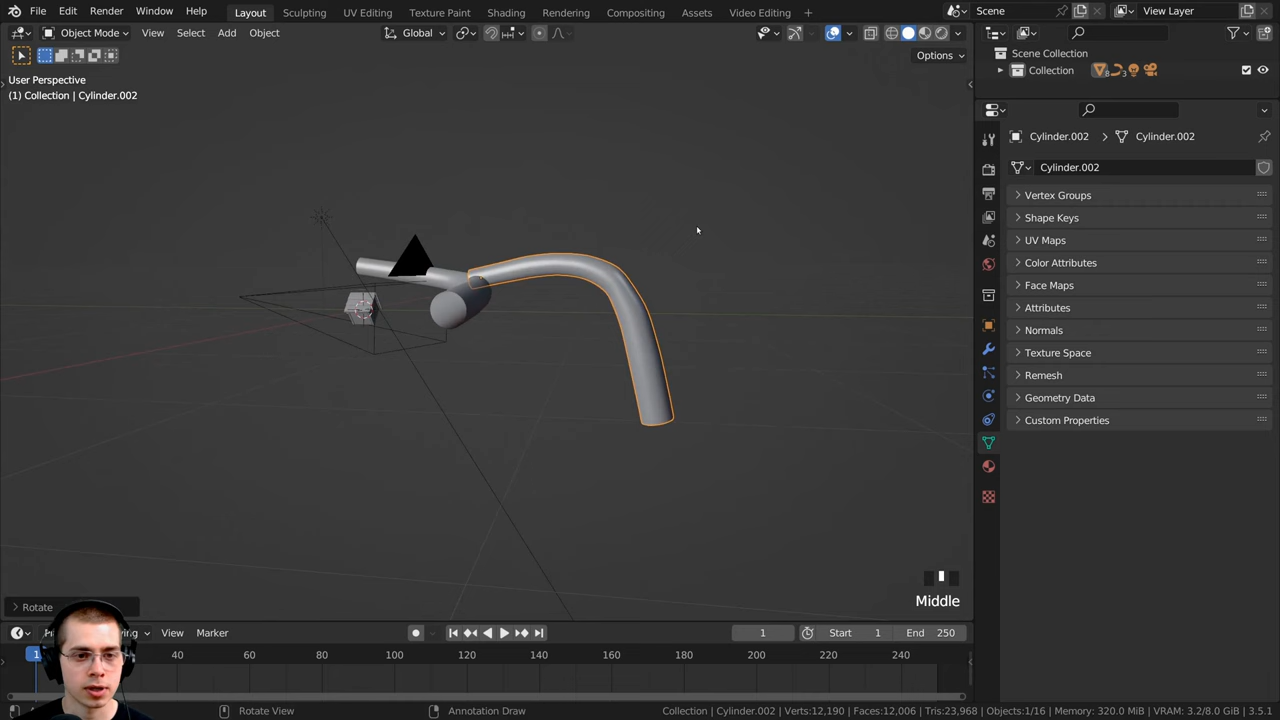 File Edit Render Window Help Layout Sculpting UV Editing Texture Paint Shading Rendering Compositing Assets Video Editing + Scene View Layer
Object Mode View Select Add Object Global
Options
User Perspective
(1) Collection | Cylinder.002
Scene Collection
Collection 8 3
Cylinder.002 > Cylinder.002
Cylinder.002
Vertex Groups
Shape Keys
UV Maps
Color Attributes
Face Maps
Attributes
Normals
Texture Space
Remesh
Geometry Data
Custom Properties
Middle
Rotate
View Marker 1 Start 1 End 250
1 40 60 80 100 120 140 160 180 200 220 240
Rotate View Annotation Draw Collection | Cylinder.002 | Verts:12,190 | Faces:12,006 | Tris:23,968 | Objects:1/16 | Memory: 320.0 MiB | VRAM: 3.2/8.0 GiB | 3.5.1